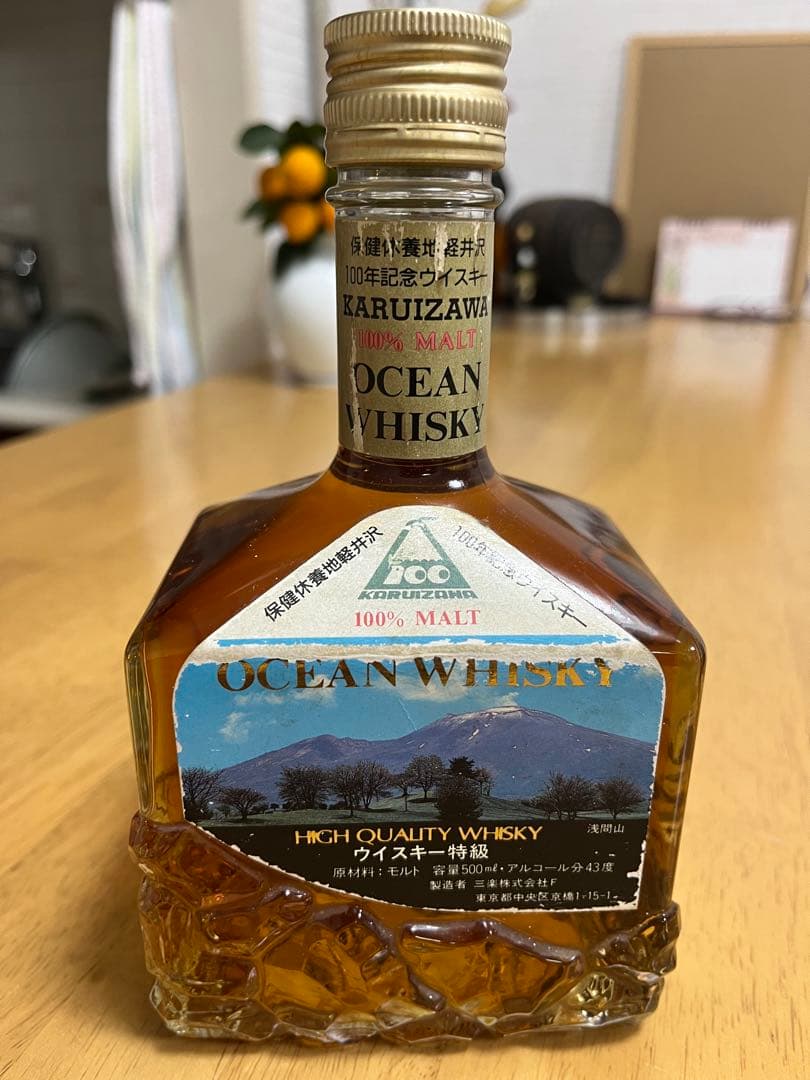 保健休養地軽井沢
100年記念ウイスキー
KARUIZAWA
100% MALT
OCEAN
WHISKY
保健休養地軽井沢
100年記念ウイスキー
100
KARUIZAWA
100% MALT
OCEAN WHISKY
HIGH QUALITY WHISKY
浅間山
ウイスキー特級
原材料：モルト 容量500mℓ・アルコール分43度
製造者 三楽株式会社F
東京都中央区京橋1-15-1